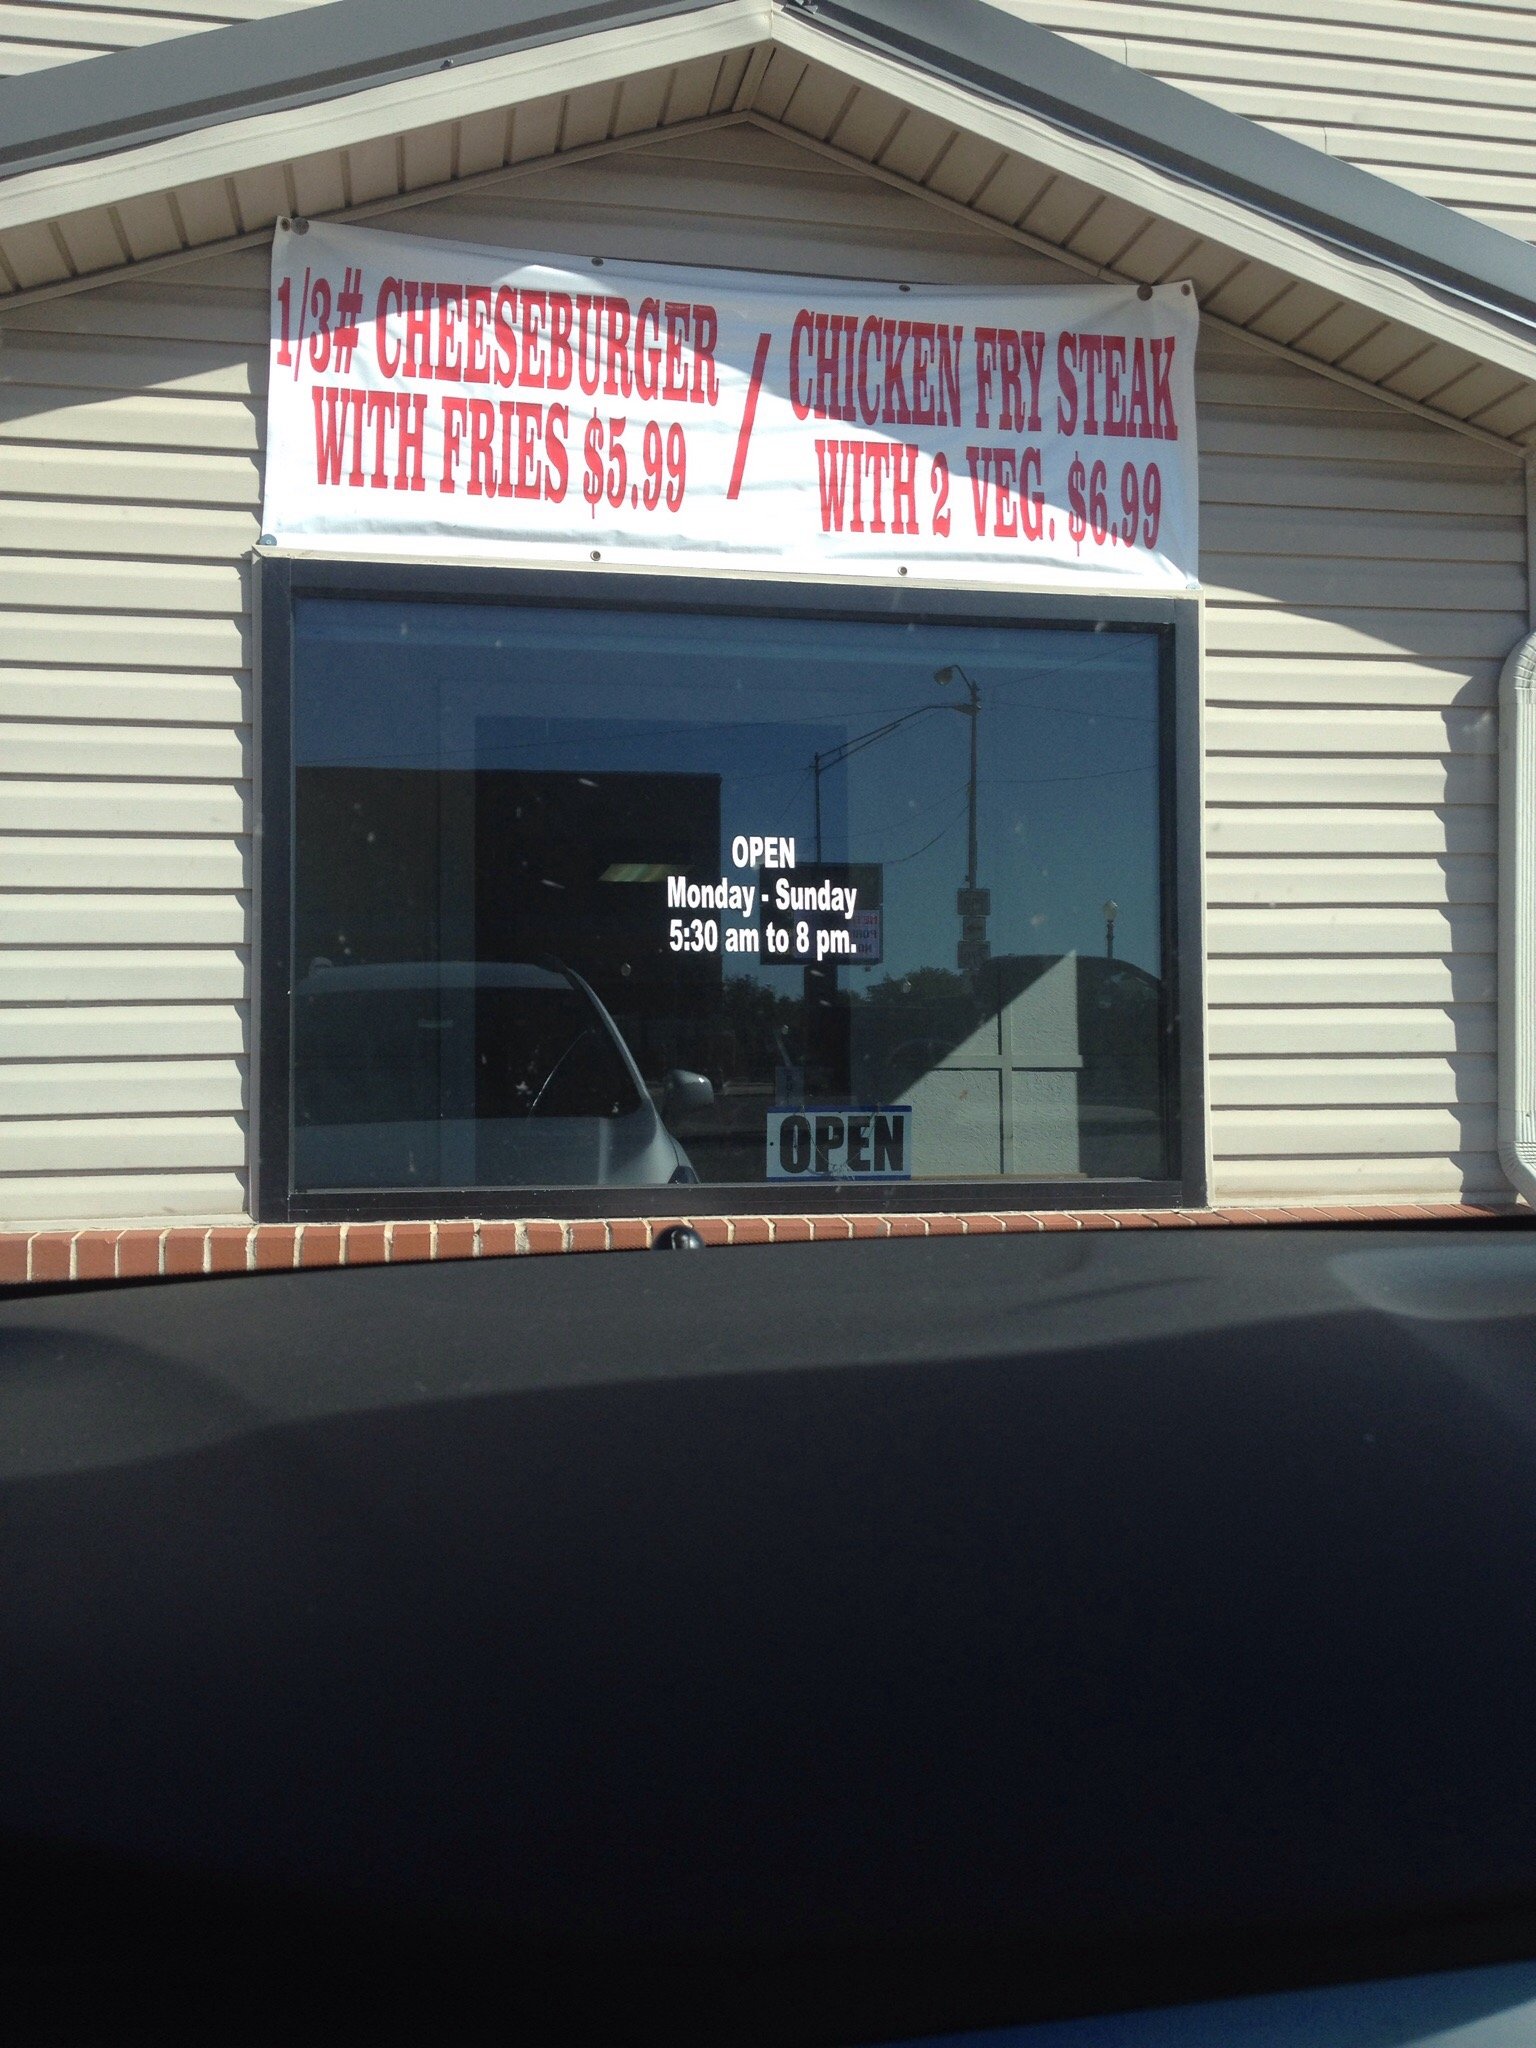 1/3# CHEESEBURGER
WITH FRIES $5.99
/
CHICKEN FRY STEAK
WITH 2 VEG. $6.99
OPEN
Monday - Sunday
5:30 am to 8 pm.
OPEN